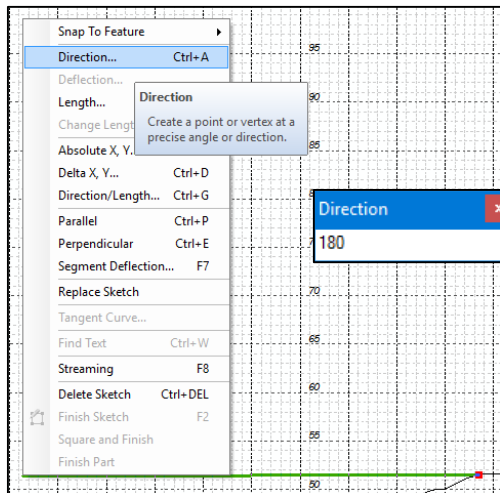 Snap To Feature
Direction... Ctrl+A
Deflection...
Length...
Change Lengt
Absolute X, Y..
Delta X, Y... Ctrl+D
Direction/Length... Ctrl+G
Parallel Ctrl+P
Perpendicular Ctrl+E
Segment Deflection... F7
Replace Sketch
Tangent Curve...
Find Text Ctrl+W
Streaming F8
Delete Sketch Ctrl+DEL
Finish Sketch F2
Square and Finish
Finish Part
Direction
Create a point or vertex at a
precise angle or direction.
Direction
180
95
90
85
70
65
60
55
50